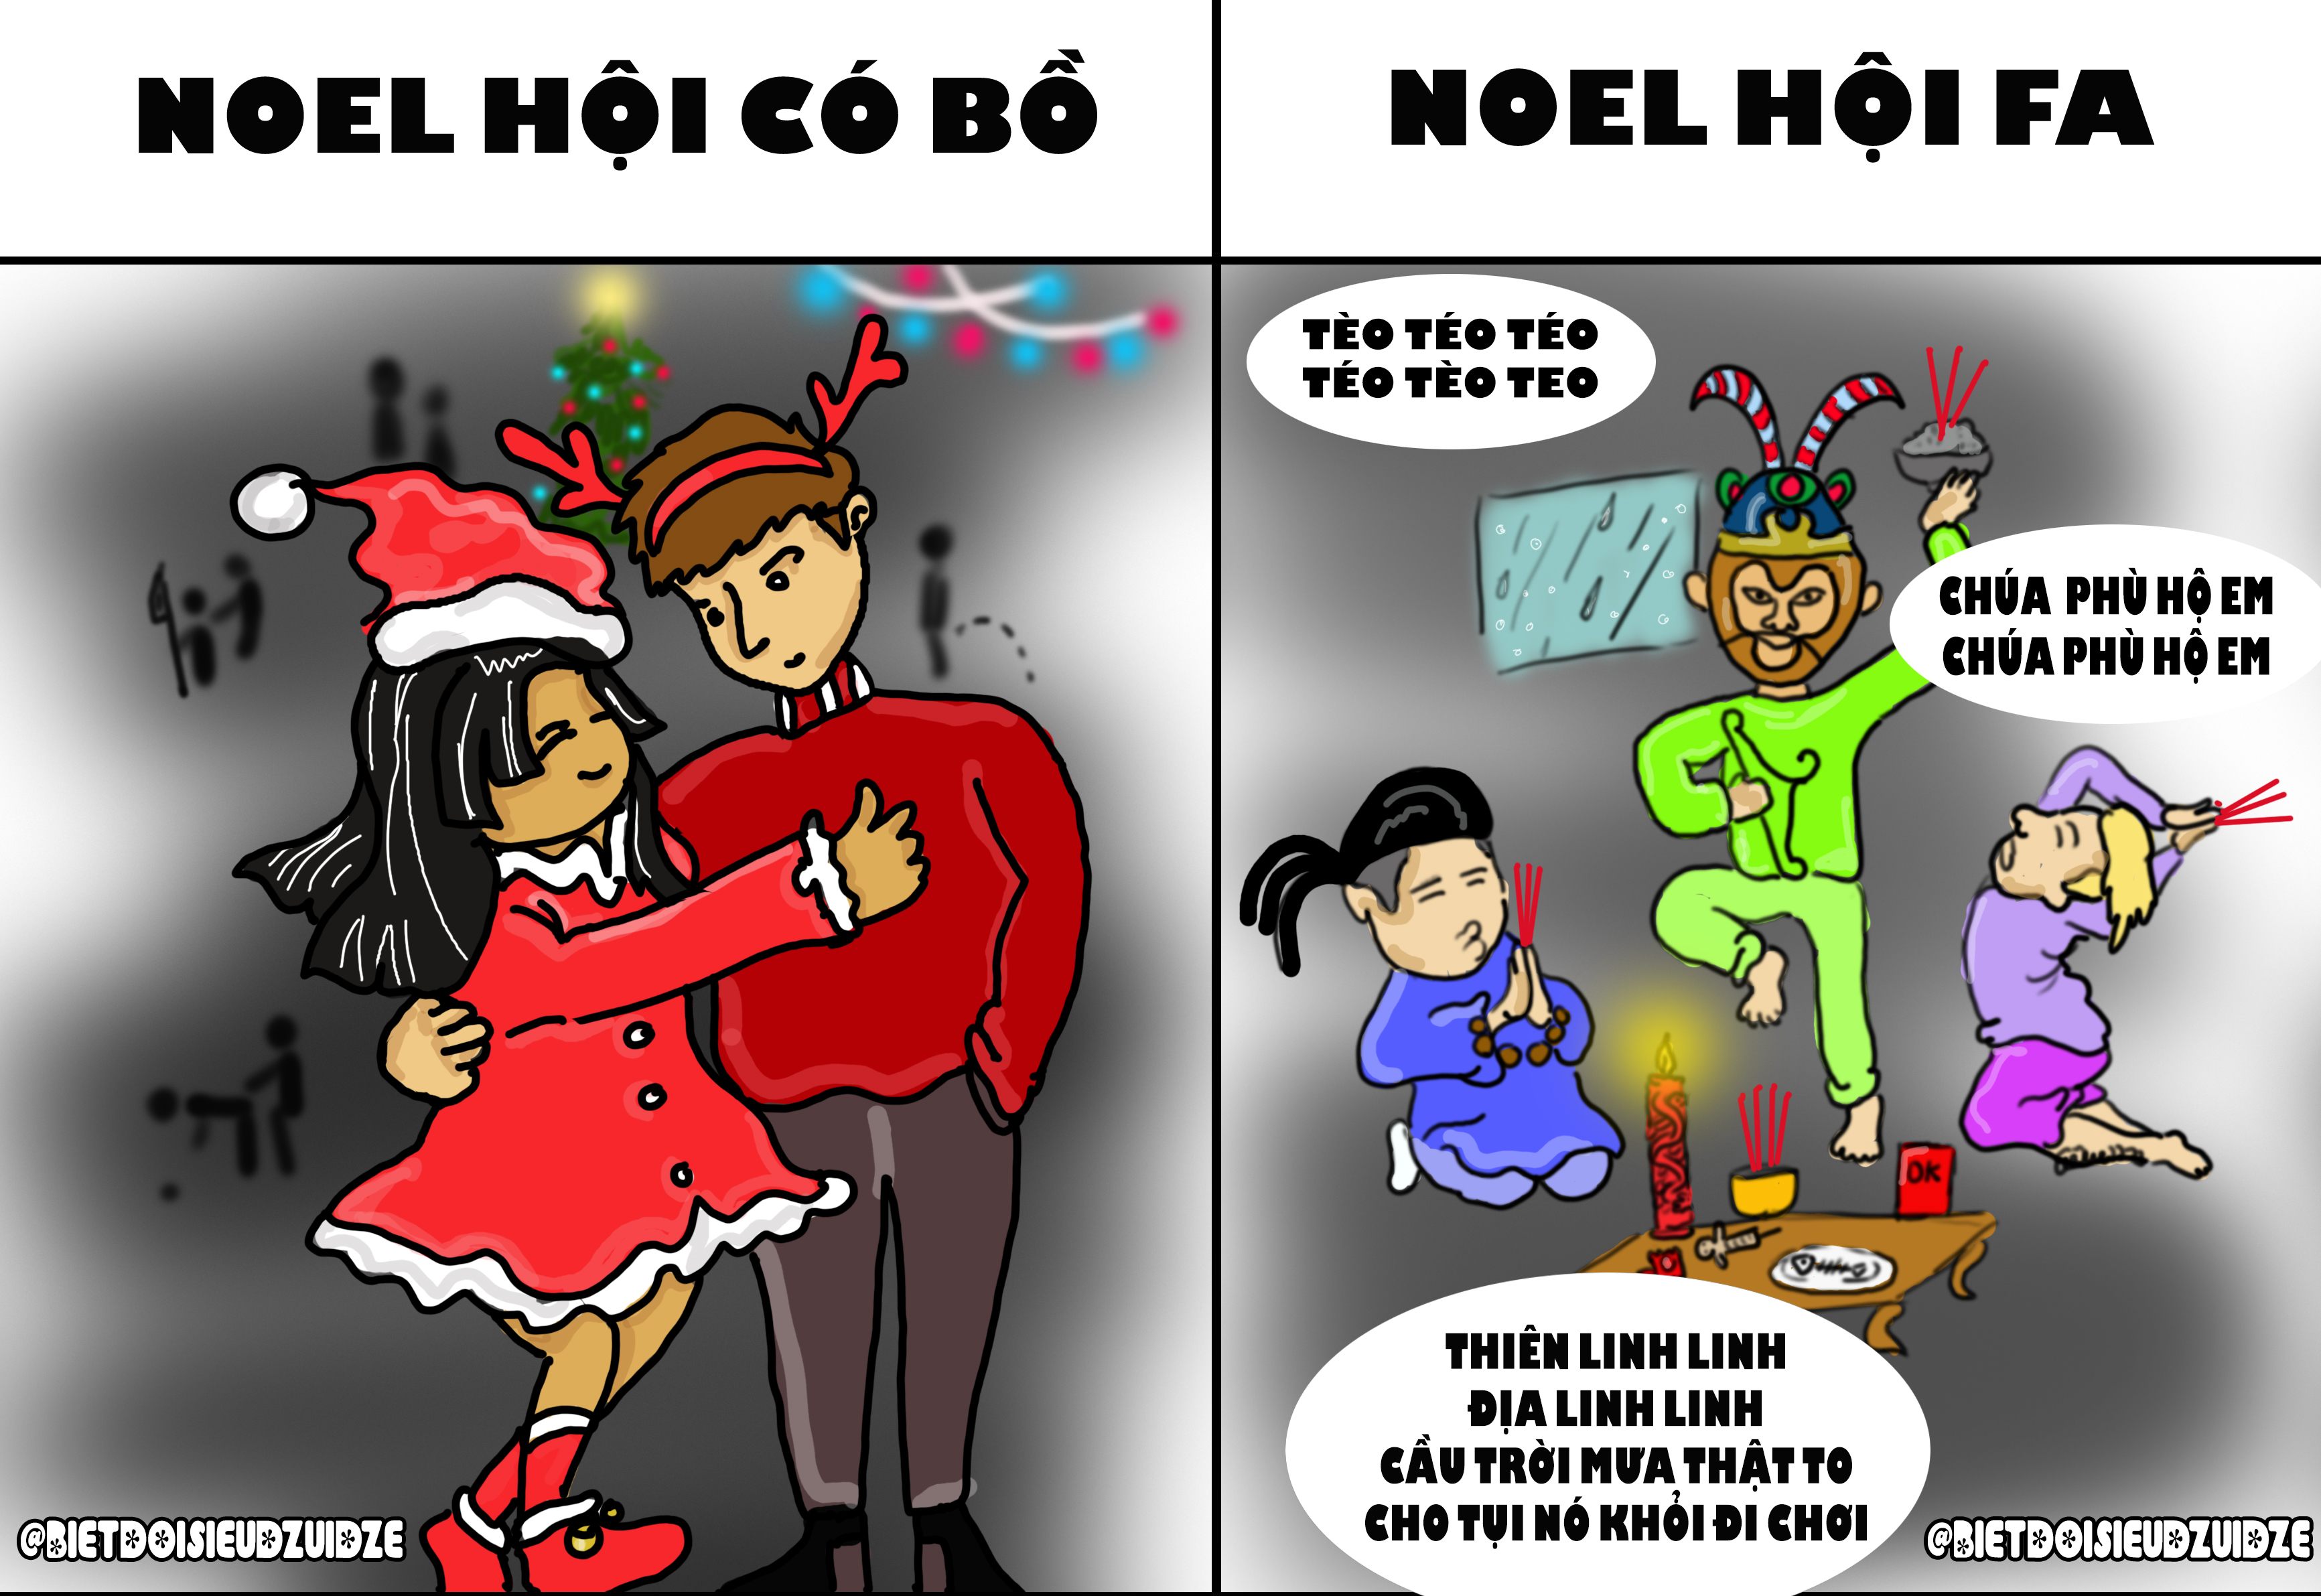 NOEL HỘI CÓ BỒ
NOEL HỘI FA
TÈO TÉO TÉO
TÉO TÈO TEO
CHÚA PHÙ HỘ EM
CHÚA PHÙ HỘ EM
OK
THIÊN LINH LINH
ĐỊA LINH LINH
CẦU TRỜI MƯA THẬT TO
CHO TỤI NÓ KHỎI ĐI CHƠI
@BIETDOISIEUDZUIDZE
@BIETDOISIEUDZUIDZE